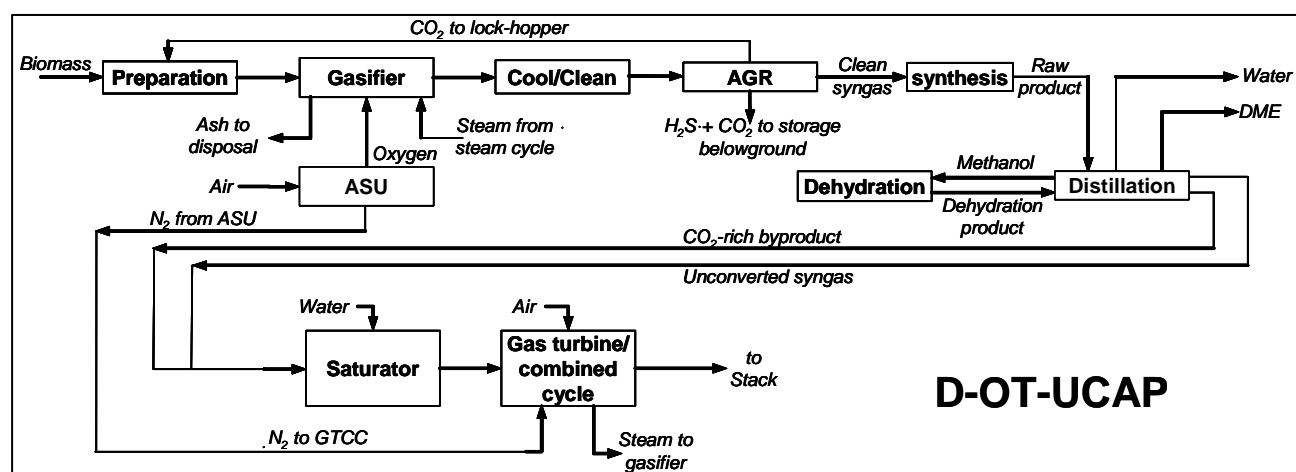 CO2 to lock-hopper
Biomass
Preparation
Gasifier
Cool/Clean
AGR
Clean
syngas
synthesis
Raw
product
Water
DME
Ash to
disposal
Oxygen
Steam from ·
steam cycle
H2S·+ CO2 to storage
belowground
Air
ASU
Methanol
Dehydration
Distillation
Dehydration
product
N2 from ASU
CO2-rich byproduct
Unconverted syngas
Water
Air
Saturator
Gas turbine/
combined
cycle
to
Stack
D-OT-UCAP
.N2 to GTCC
Steam to
gasifier